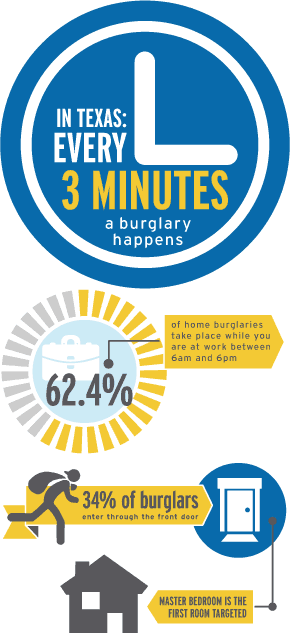 IN TEXAS:
EVERY
3 MINUTES
a burglary
happens
of home burglaries
take place while you
are at work between
6am and 6pm
62.4%
34% of burglars
enter through the front door
MASTER BEDROOM IS THE
FIRST ROOM TARGETED